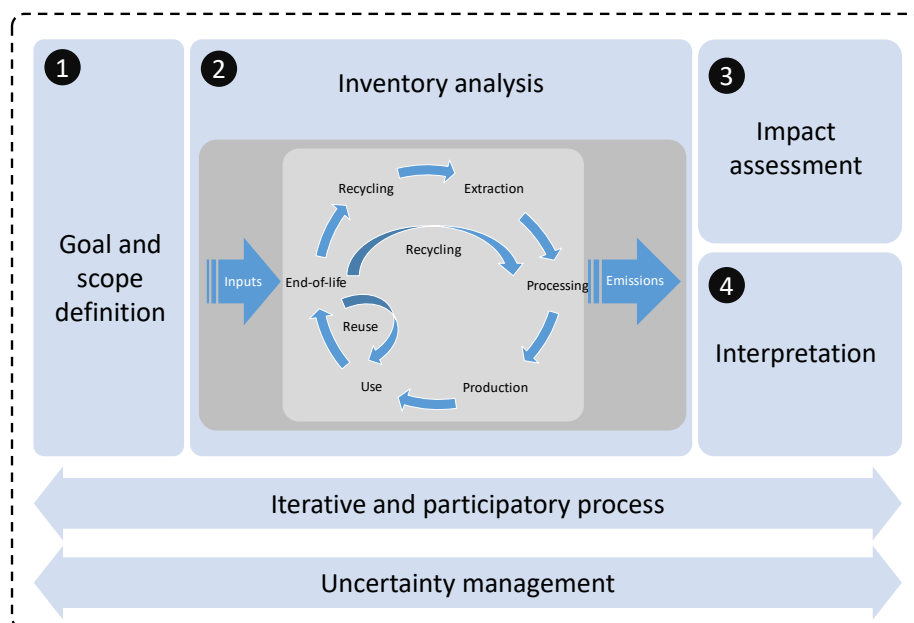 1
Goal and
scope
definition
2
Inventory analysis
Inputs
Recycling
Extraction
Recycling
End-of-life
Processing
Reuse
Use
Production
Emissions
3
Impact
assessment
4
Interpretation
Iterative and participatory process
Uncertainty management